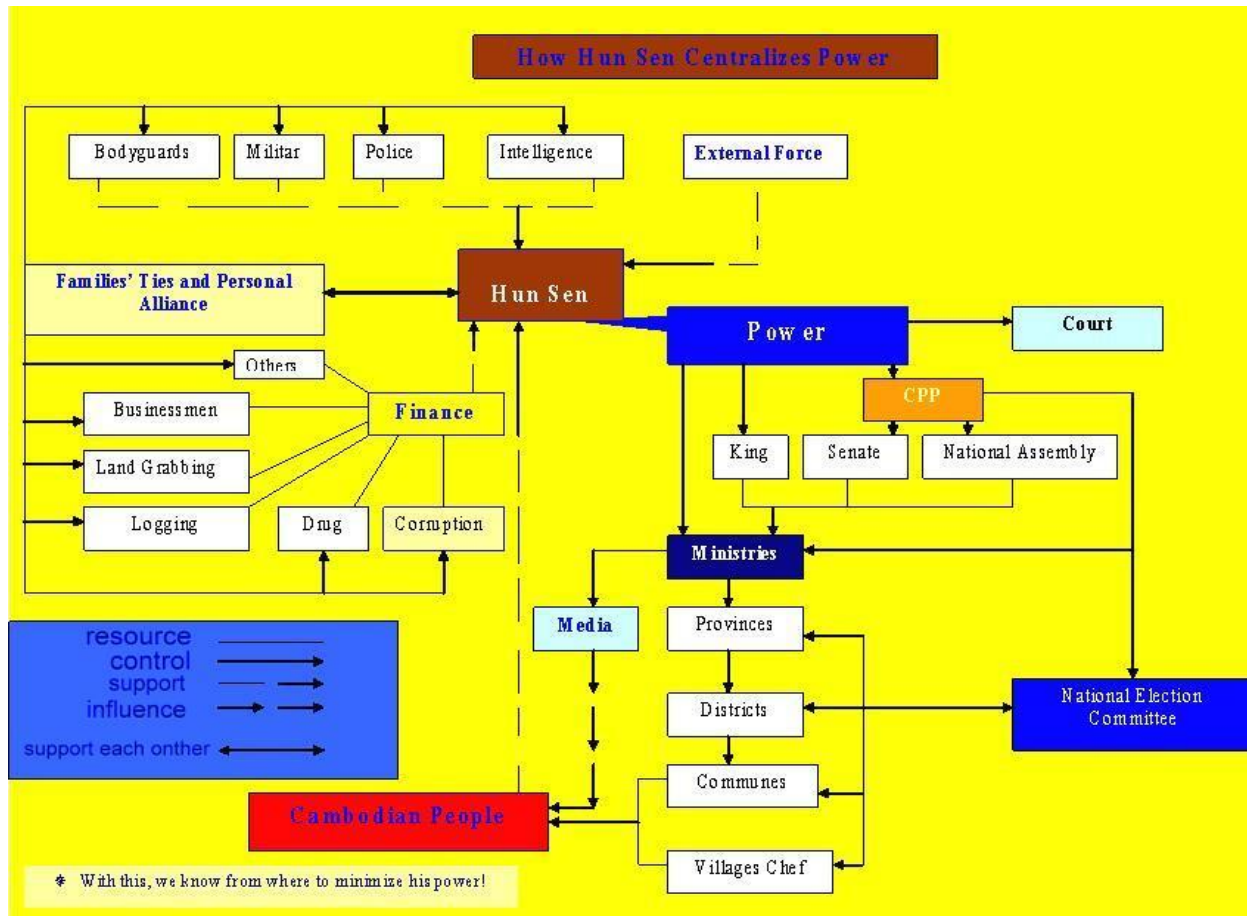 How Hun Sen Centralizes Power
Bodyguards
Militar
Police
Intelligence
External Force
Families' Ties and Personal
Alliance
Hun Sen
Power
Court
Others
CPP
Businessmen
Finance
King
Senate
National Assembly
Land Grabbing
Logging
Drug
Corruption
Ministries
Media
Provinces
resource
control
support
influence
support each onther
Districts
National Election
Committee
Communes
Cambodian People
Villages Chef
* With this, we know from where to minimize his power!